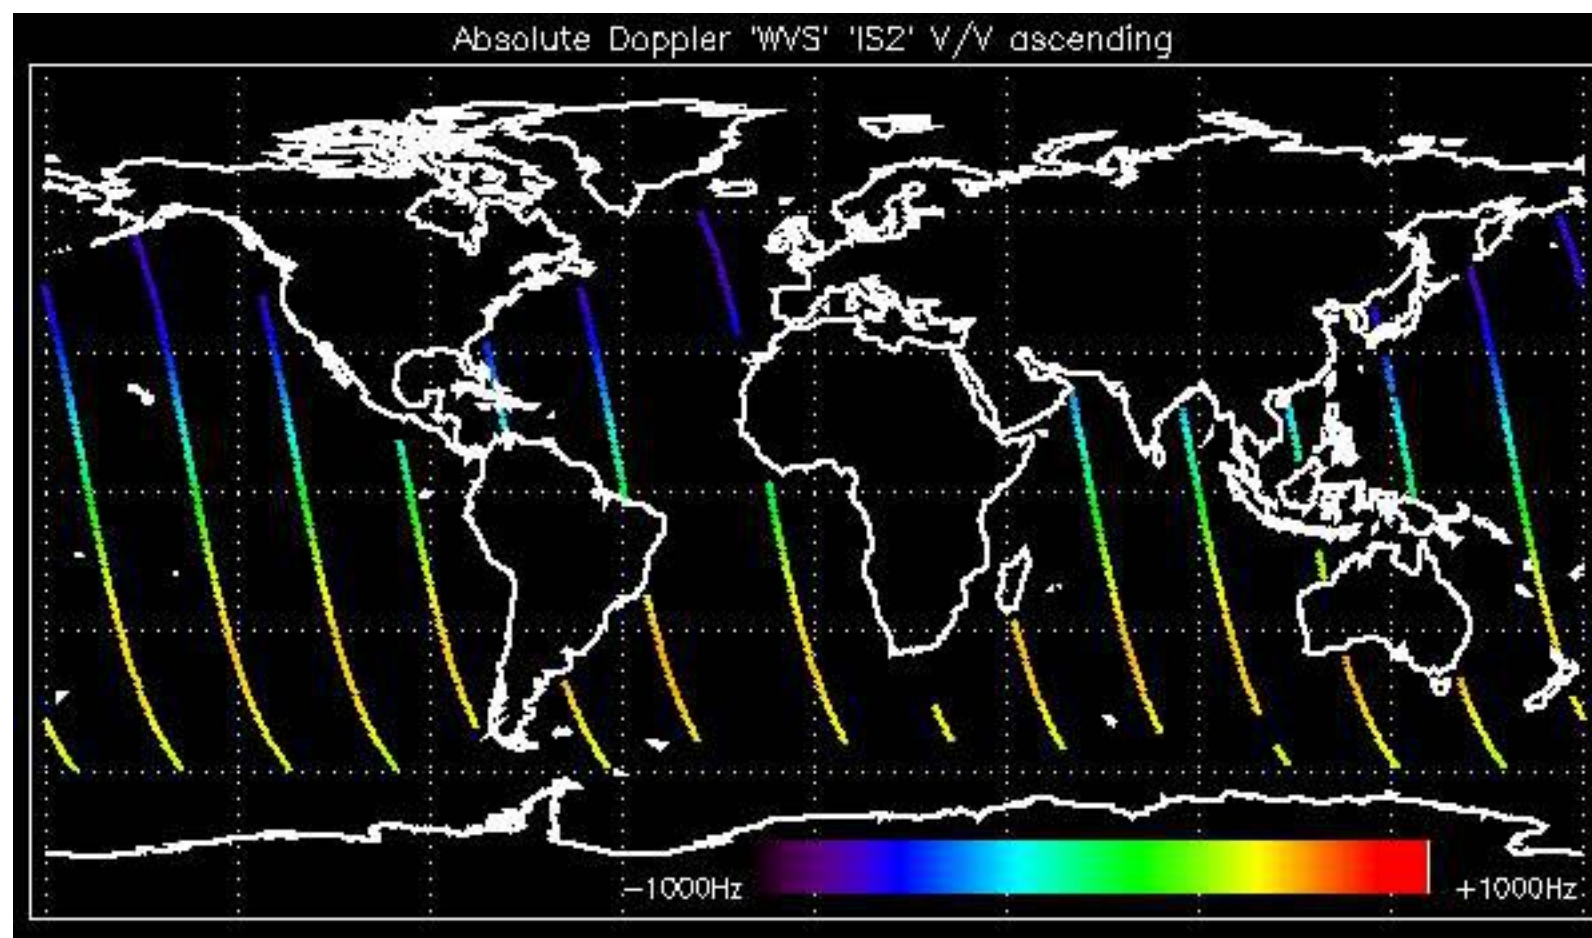 Absolute Doppler 'WVS' 'IS2' V/V ascending
-1000Hz +1000Hz